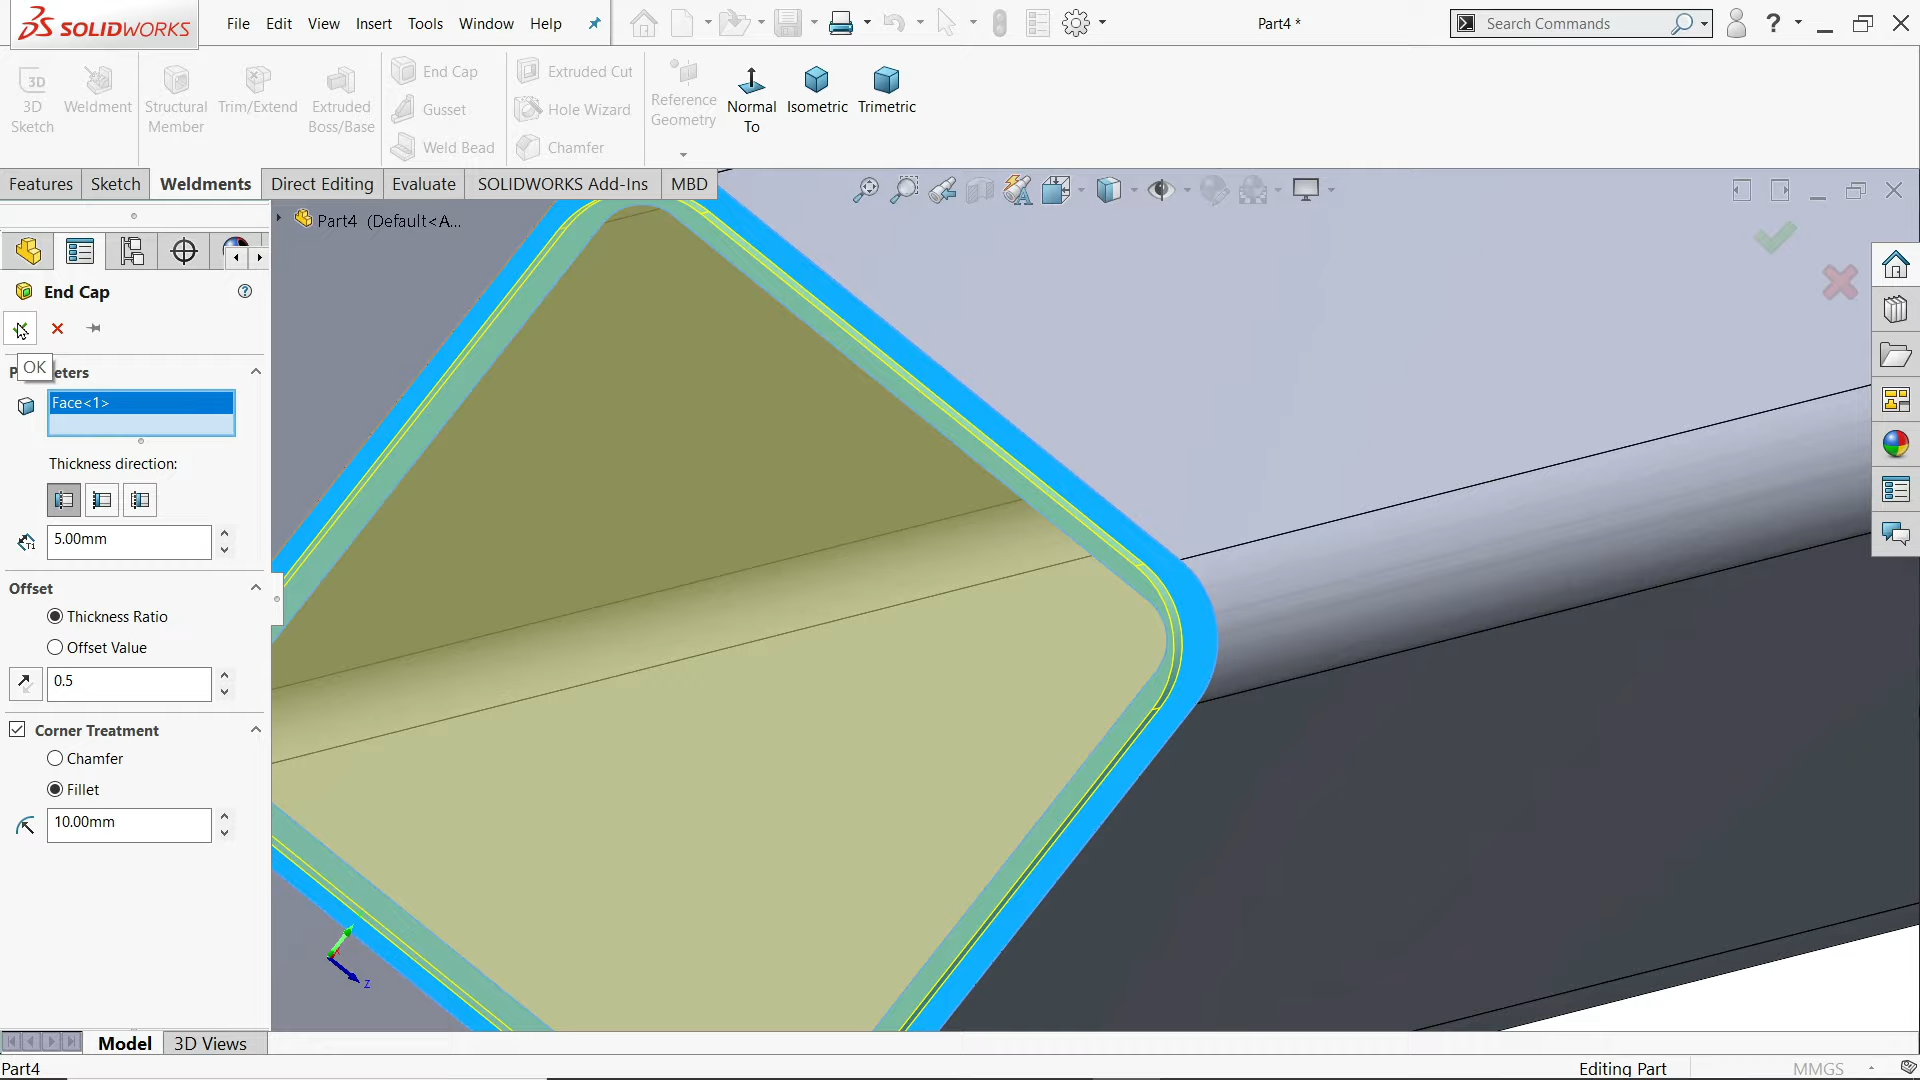 SOLIDWORKS
File Edit View Insert Tools Window Help
Part4 *
Search Commands
?
3D Sketch
Weldment
Structural Member
Trim/Extend
Extruded Boss/Base
End Cap
Gusset
Weld Bead
Extruded Cut
Hole Wizard
Chamfer
Reference Geometry
Normal To
Isometric
Trimetric
Features Sketch Weldments Direct Editing Evaluate SOLIDWORKS Add-Ins MBD
Part4 (Default<A...
End Cap
OK
Face<1>
Thickness direction:
5.00mm
Offset
Thickness Ratio
Offset Value
0.5
Corner Treatment
Chamfer
Fillet
10.00mm
z
Model 3D Views
Part4
Editing Part
MMGS